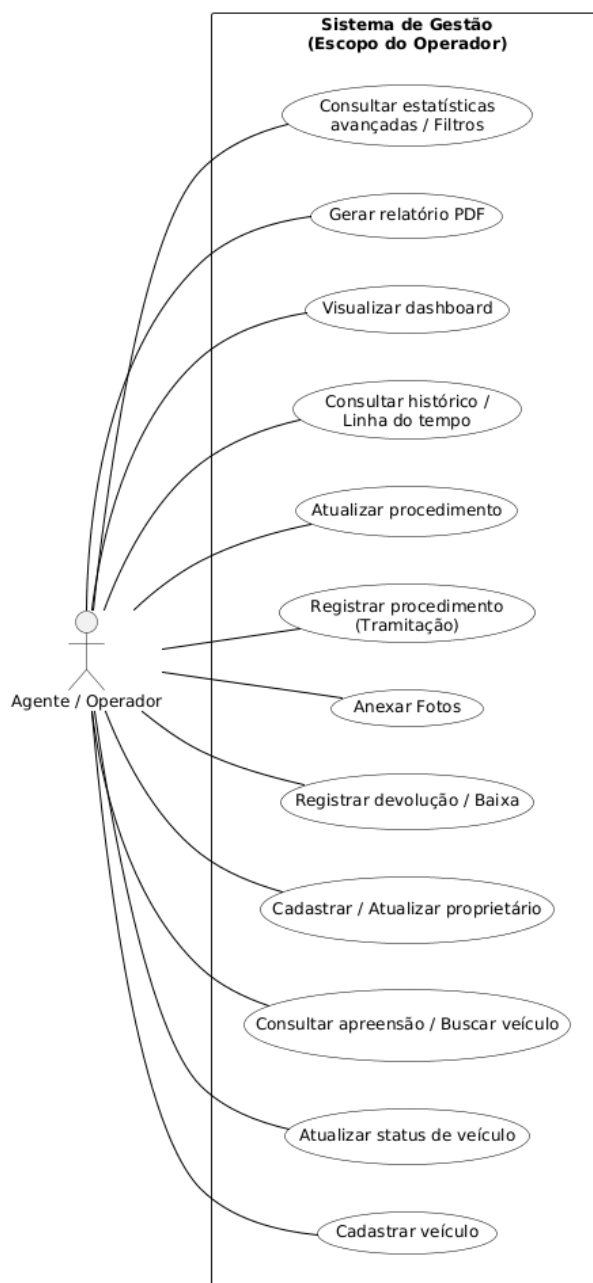 Sistema de Gestão
(Escopo do Operador)
Consultar estatísticas
avançadas / Filtros
Gerar relatório PDF
Visualizar dashboard
Consultar histórico /
Linha do tempo
Atualizar procedimento
Registrar procedimento
(Tramitação)
Agente / Operador
Anexar Fotos
Registrar devolução / Baixa
Cadastrar / Atualizar proprietário
Consultar apreensão / Buscar veículo
Atualizar status de veículo
Cadastrar veículo